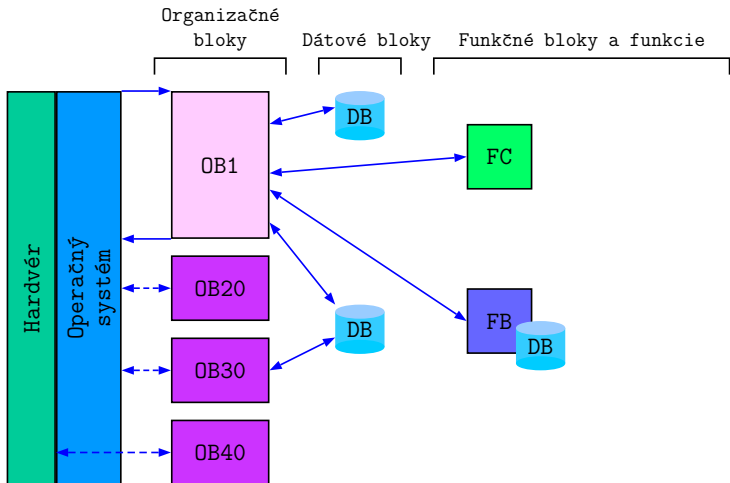 Organizačné
bloky
Dátové bloky
Funkčné bloky a funkcie
Hardvér
Operačný
systém
OB1
DB
FC
OB20
DB
FB
DB
OB30
OB40